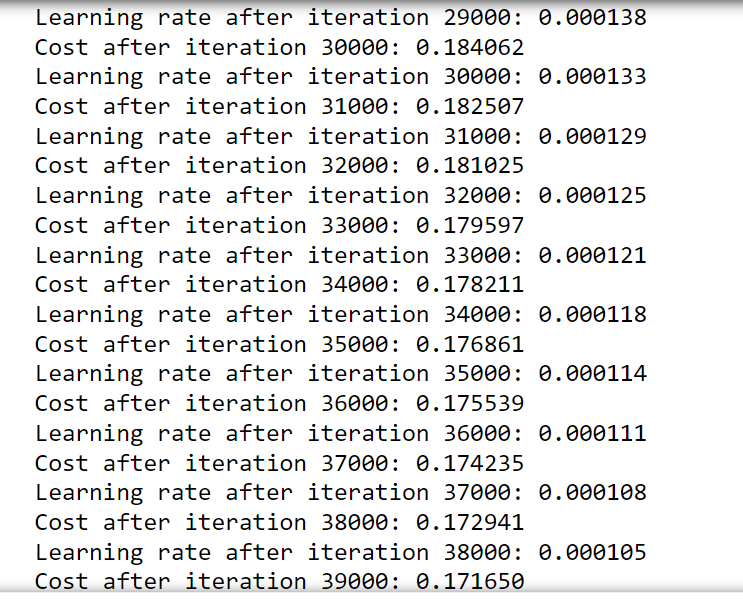 Learning rate after iteration 29000: 0.000138
Cost after iteration 30000: 0.184062
Learning rate after iteration 30000: 0.000133
Cost after iteration 31000: 0.182507
Learning rate after iteration 31000: 0.000129
Cost after iteration 32000: 0.181025
Learning rate after iteration 32000: 0.000125
Cost after iteration 33000: 0.179597
Learning rate after iteration 33000: 0.000121
Cost after iteration 34000: 0.178211
Learning rate after iteration 34000: 0.000118
Cost after iteration 35000: 0.176861
Learning rate after iteration 35000: 0.000114
Cost after iteration 36000: 0.175539
Learning rate after iteration 36000: 0.000111
Cost after iteration 37000: 0.174235
Learning rate after iteration 37000: 0.000108
Cost after iteration 38000: 0.172941
Learning rate after iteration 38000: 0.000105
Cost after iteration 39000: 0.171650